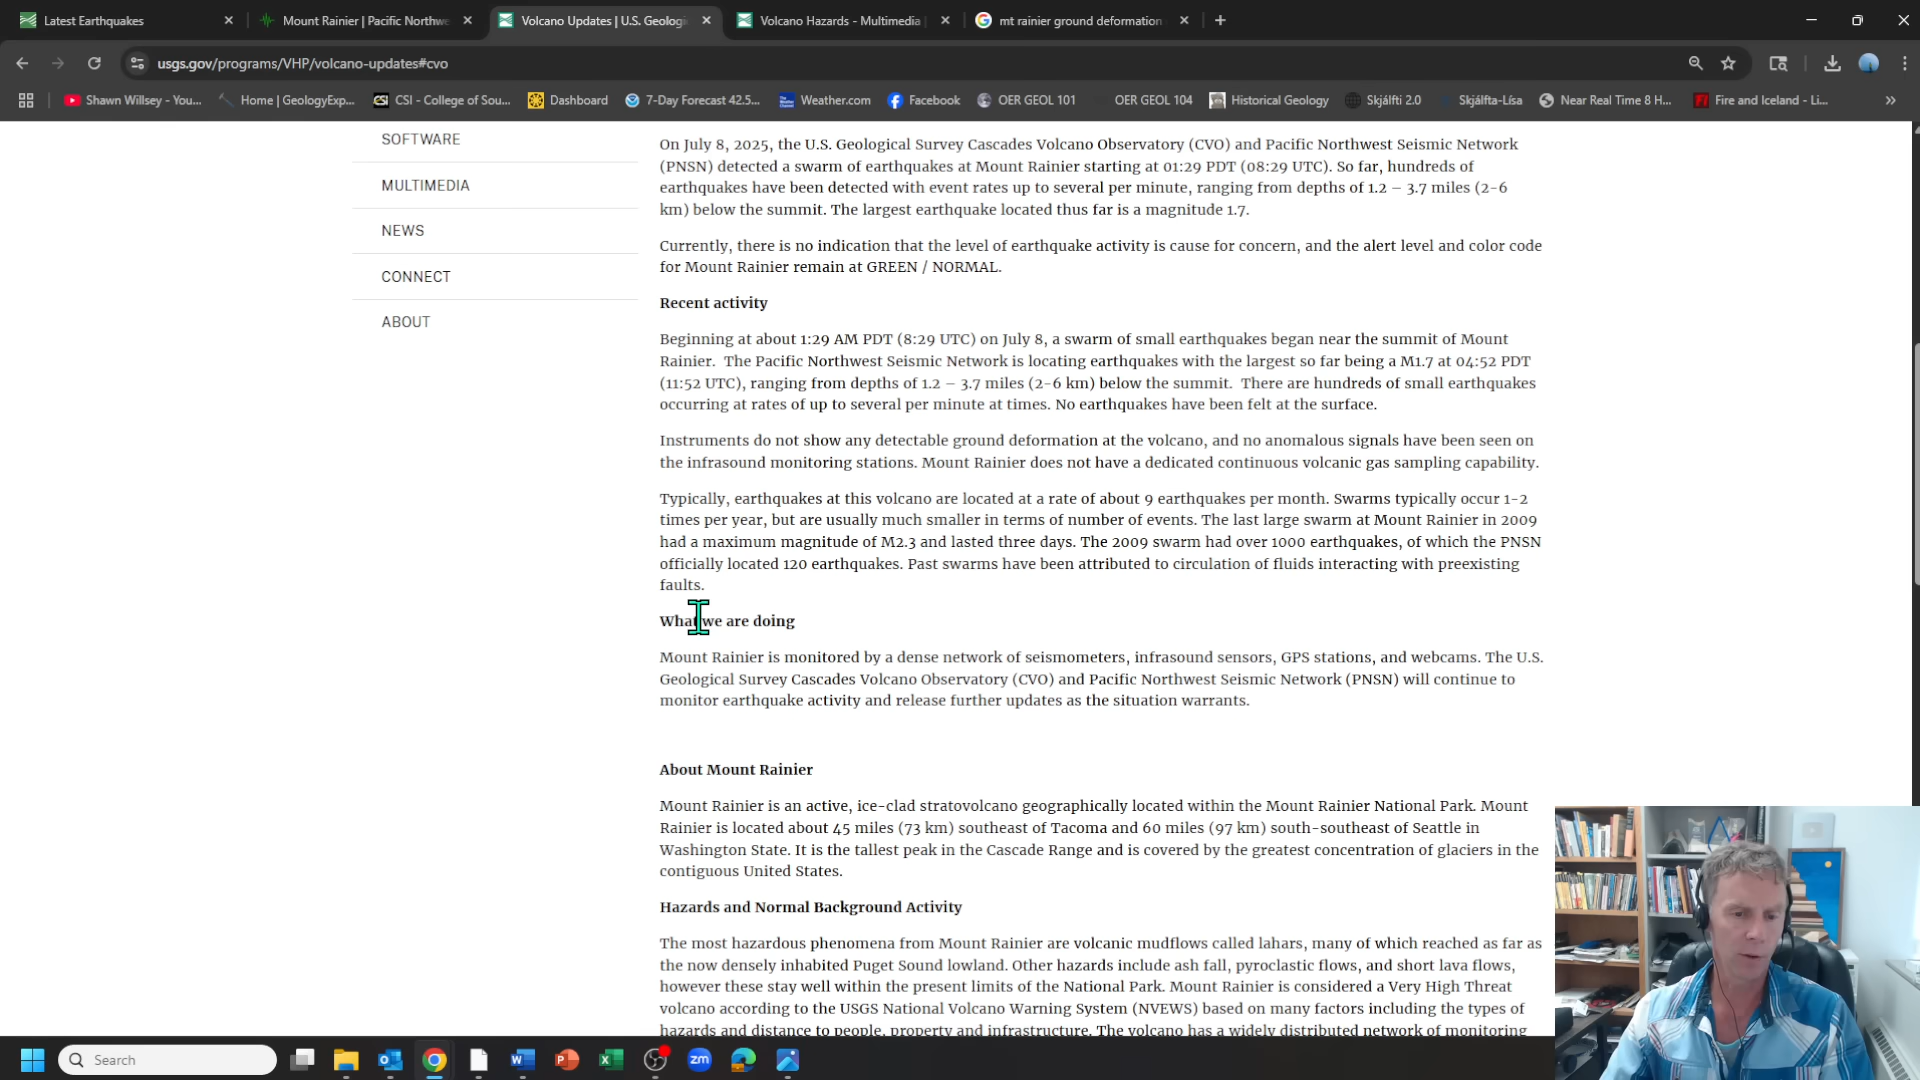 Latest Earthquakes
Mount Rainier | Pacific Northwe
Volcano Updates | U.S. Geologi
Volcano Hazards - Multimedia |
mt rainier ground deformation
usgs.gov/programs/VHP/volcano-updates#cvo
Shawn Willsey - You...
Home | GeologyExp...
CSI - College of Sou...
Dashboard
7-Day Forecast 42.5...
Weather.com
Facebook
OER GEOL 101
OER GEOL 104
Historical Geology
Skjálfti 2.0
Skjálfta-Lísa
Near Real Time 8 H...
Fire and Iceland - Li...
SOFTWARE
MULTIMEDIA
NEWS
CONNECT
ABOUT
On July 8, 2025, the U.S. Geological Survey Cascades Volcano Observatory (CVO) and Pacific Northwest Seismic Network
(PNSN) detected a swarm of earthquakes at Mount Rainier starting at 01:29 PDT (08:29 UTC). So far, hundreds of
earthquakes have been detected with event rates up to several per minute, ranging from depths of 1.2 – 3.7 miles (2-6
km) below the summit. The largest earthquake located thus far is a magnitude 1.7.
Currently, there is no indication that the level of earthquake activity is cause for concern, and the alert level and color code
for Mount Rainier remain at GREEN / NORMAL.
Recent activity
Beginning at about 1:29 AM PDT (8:29 UTC) on July 8, a swarm of small earthquakes began near the summit of Mount
Rainier.  The Pacific Northwest Seismic Network is locating earthquakes with the largest so far being a M1.7 at 04:52 PDT
(11:52 UTC), ranging from depths of 1.2 – 3.7 miles (2-6 km) below the summit.  There are hundreds of small earthquakes
occurring at rates of up to several per minute at times. No earthquakes have been felt at the surface.
Instruments do not show any detectable ground deformation at the volcano, and no anomalous signals have been seen on
the infrasound monitoring stations. Mount Rainier does not have a dedicated continuous volcanic gas sampling capability.
Typically, earthquakes at this volcano are located at a rate of about 9 earthquakes per month. Swarms typically occur 1-2
times per year, but are usually much smaller in terms of number of events. The last large swarm at Mount Rainier in 2009
had a maximum magnitude of M2.3 and lasted three days. The 2009 swarm had over 1000 earthquakes, of which the PNSN
officially located 120 earthquakes. Past swarms have been attributed to circulation of fluids interacting with preexisting
faults.
What we are doing
Mount Rainier is monitored by a dense network of seismometers, infrasound sensors, GPS stations, and webcams. The U.S.
Geological Survey Cascades Volcano Observatory (CVO) and Pacific Northwest Seismic Network (PNSN) will continue to
monitor earthquake activity and release further updates as the situation warrants.
About Mount Rainier
Mount Rainier is an active, ice-clad stratovolcano geographically located within the Mount Rainier National Park. Mount
Rainier is located about 45 miles (73 km) southeast of Tacoma and 60 miles (97 km) south-southeast of Seattle in
Washington State. It is the tallest peak in the Cascade Range and is covered by the greatest concentration of glaciers in the
contiguous United States.
Hazards and Normal Background Activity
The most hazardous phenomena from Mount Rainier are volcanic mudflows called lahars, many of which reached as far as
the now densely inhabited Puget Sound lowland. Other hazards include ash fall, pyroclastic flows, and short lava flows,
however these stay well within the present limits of the National Park. Mount Rainier is considered a Very High Threat
volcano according to the USGS National Volcano Warning System (NVEWS) based on many factors including the types of
hazards and distance to people, property and infrastructure. The volcano has a widely distributed network of monitoring
Search
zm